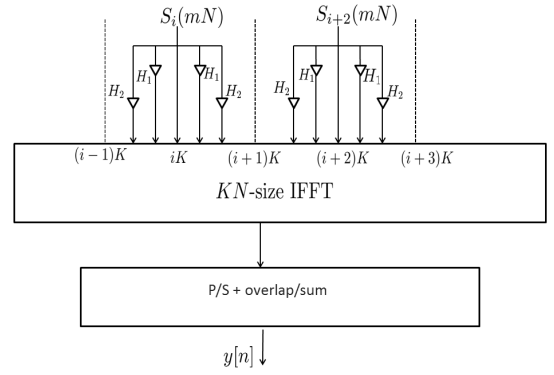 S_i(mN) S_{i+2}(mN)
H_1 H_1 H_1 H_1
H_2 H_2 H_2 H_2
(i−1)K iK (i+1)K (i+2)K (i+3)K
KN-size IFFT
P/S + overlap/sum
y[n]